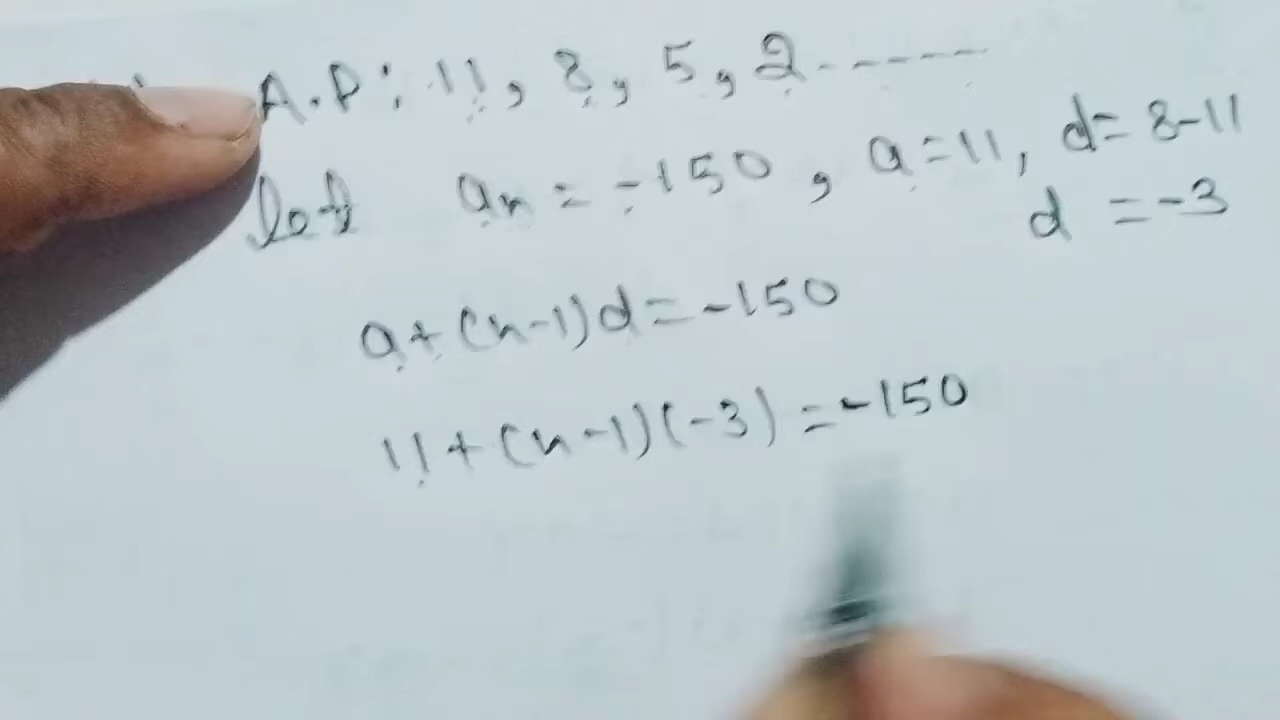 A.P: 11, 8, 5, 2.-----
let an = -150, a=11, d= 8-11
d = -3
a+(n-1)d=-150
11+(n-1)(-3)=-150